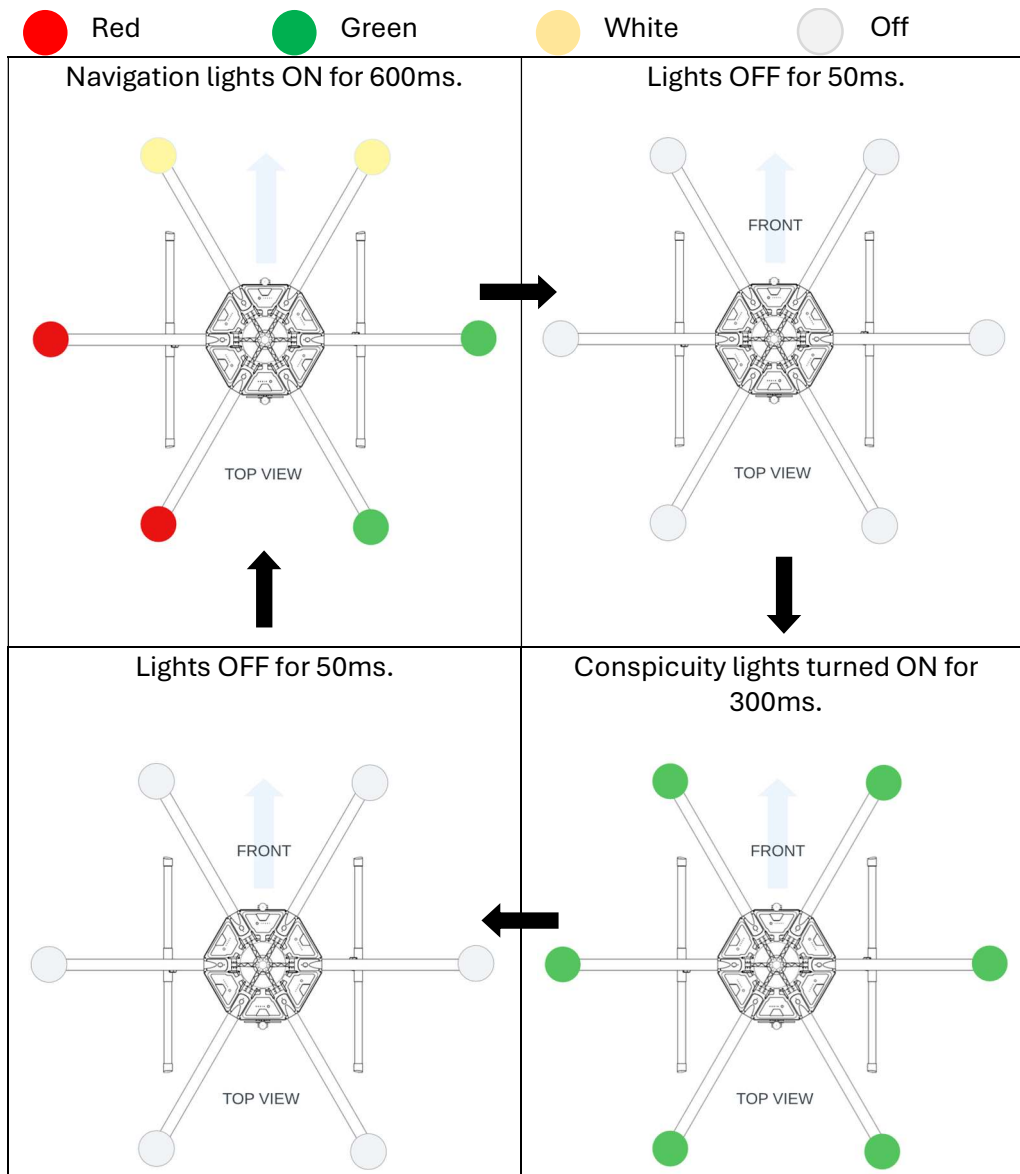 Red Green White Off
Navigation lights ON for 600ms.
Lights OFF for 50ms.
TOP VIEW
FRONT
TOP VIEW
Lights OFF for 50ms.
Conspicuity lights turned ON for
300ms.
FRONT
TOP VIEW
FRONT
TOP VIEW